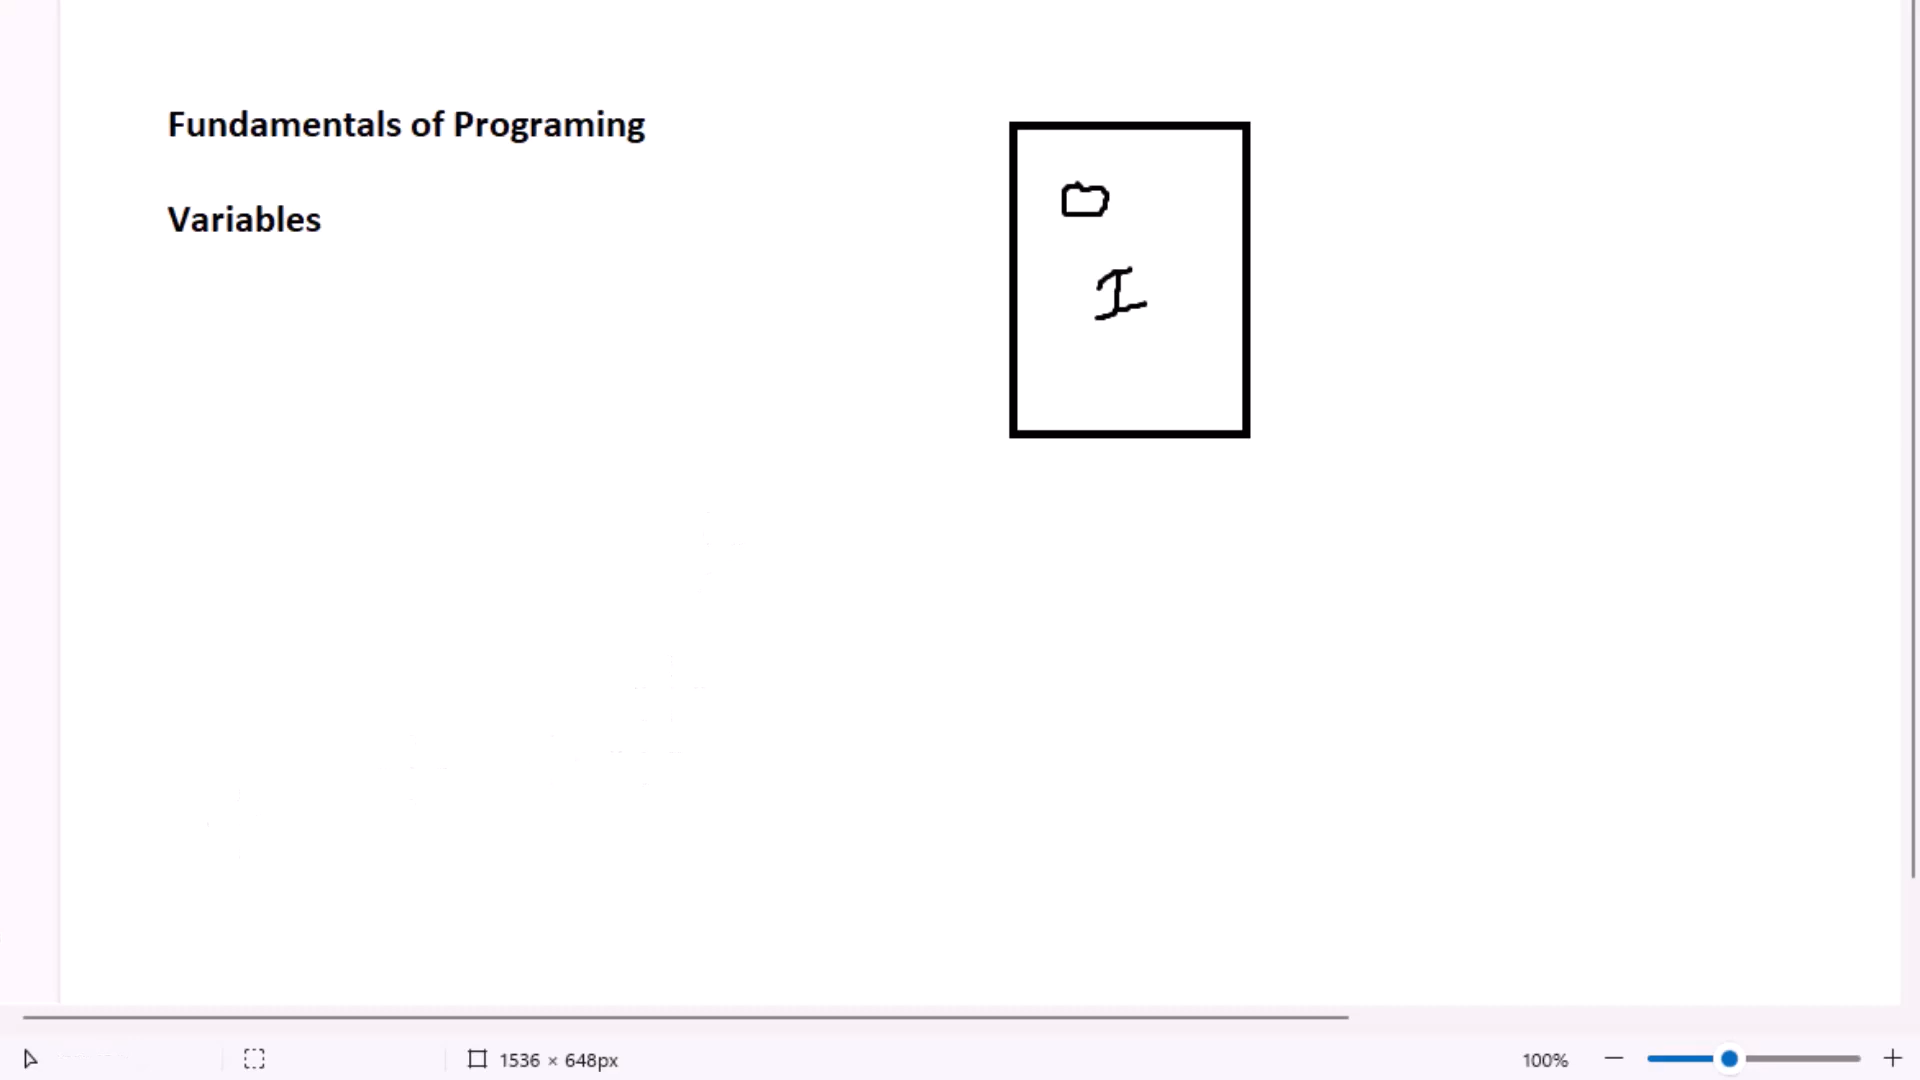 Fundamentals of Programing
Variables
I
1536 × 648px
100%